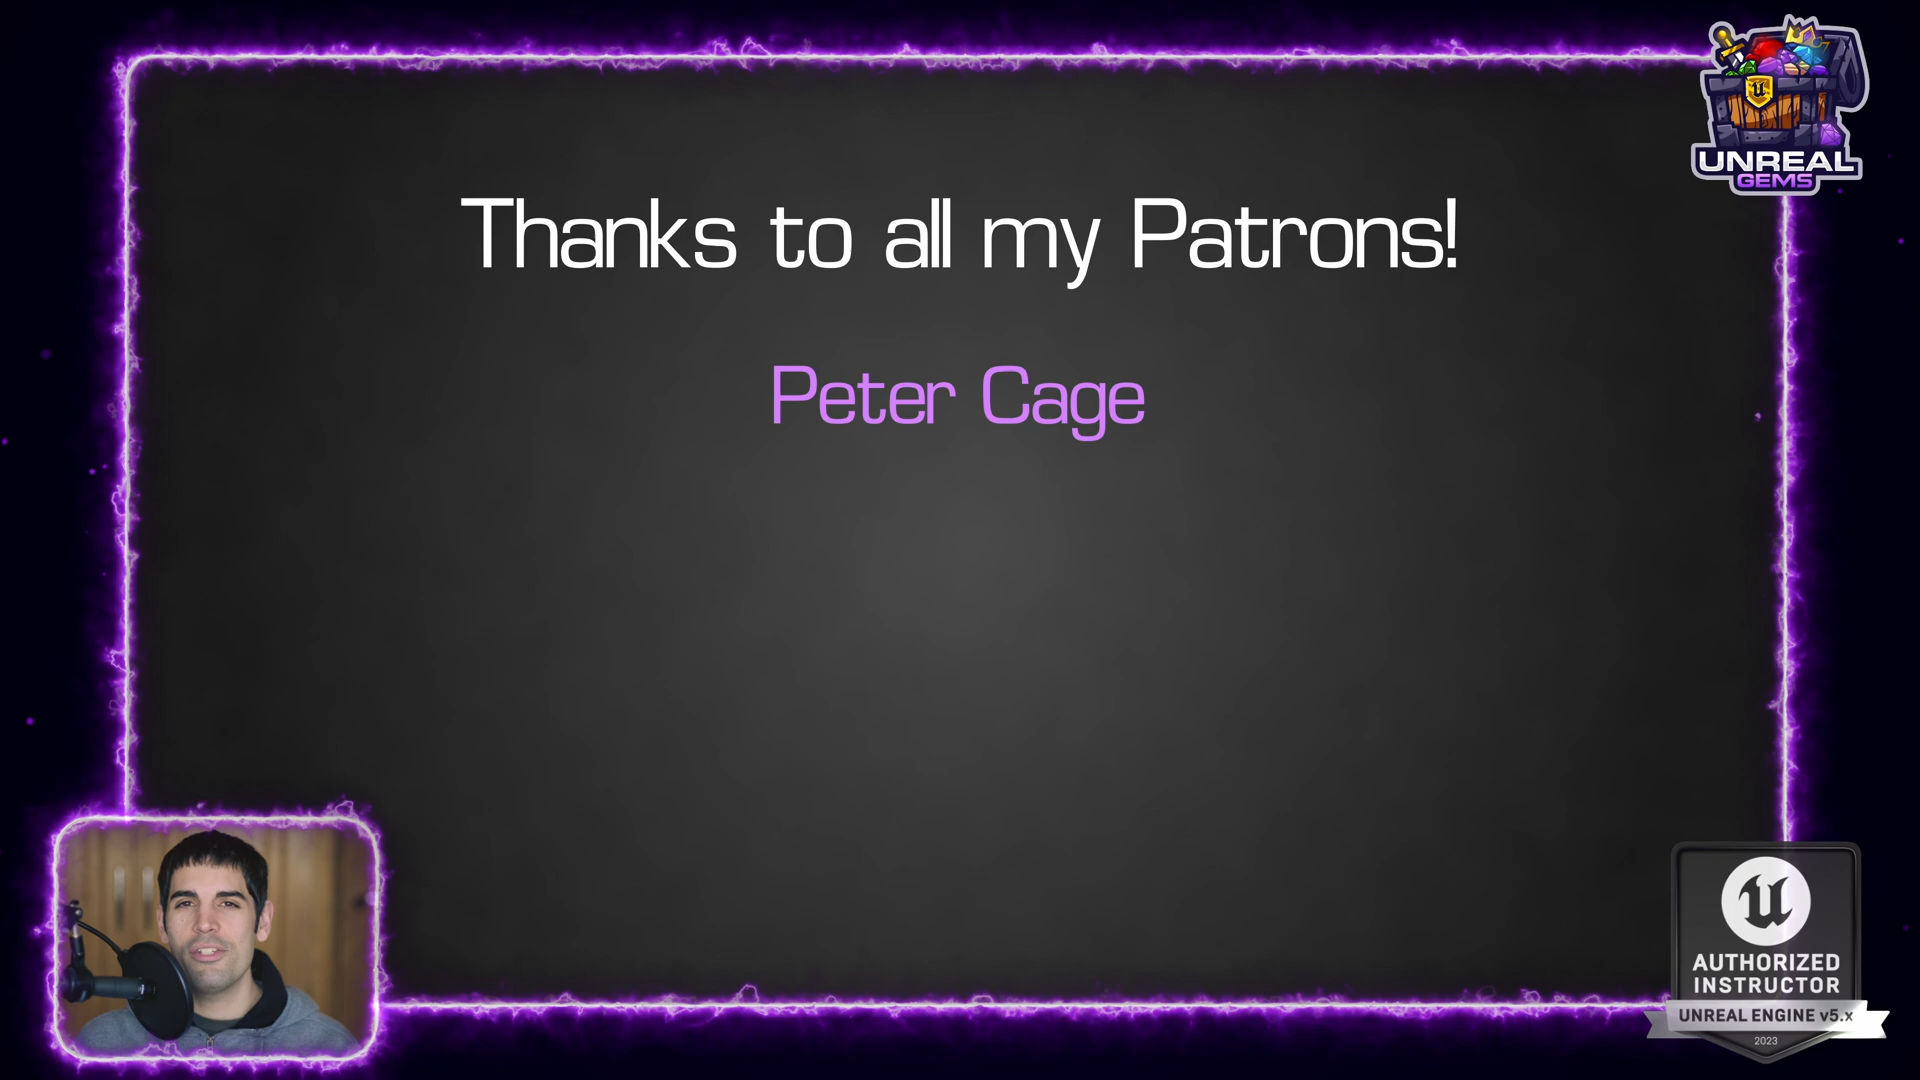 UNREAL
GEMS
Thanks to all my Patrons!
Peter Cage
AUTHORIZED
INSTRUCTOR
UNREAL ENGINE v5.x
2023